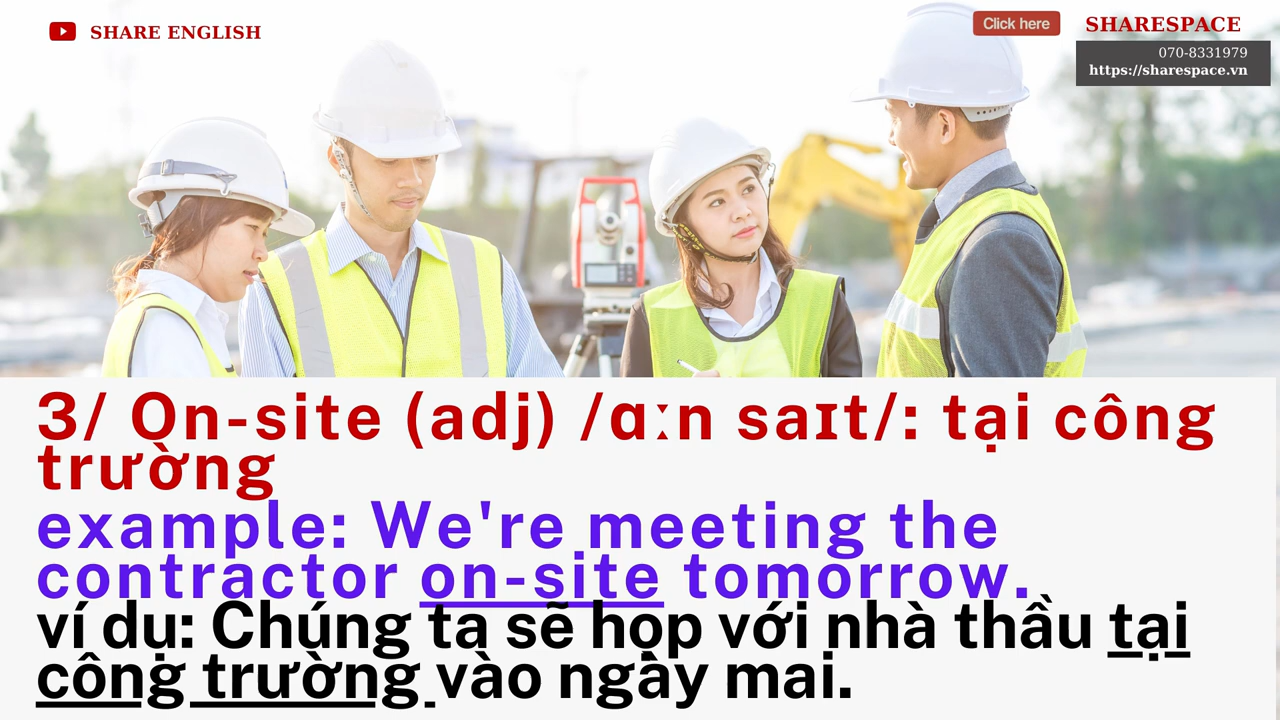 SHARE ENGLISH
Click here
SHARESPACE
070-8331979
https://sharespace.vn
3/ On-site (adj) /ɑːn saɪt/: tại công
trường
example: We're meeting the
contractor on-site tomorrow.
ví dụ: Chúng ta sẽ họp với nhà thầu tại
công trường vào ngày mai.